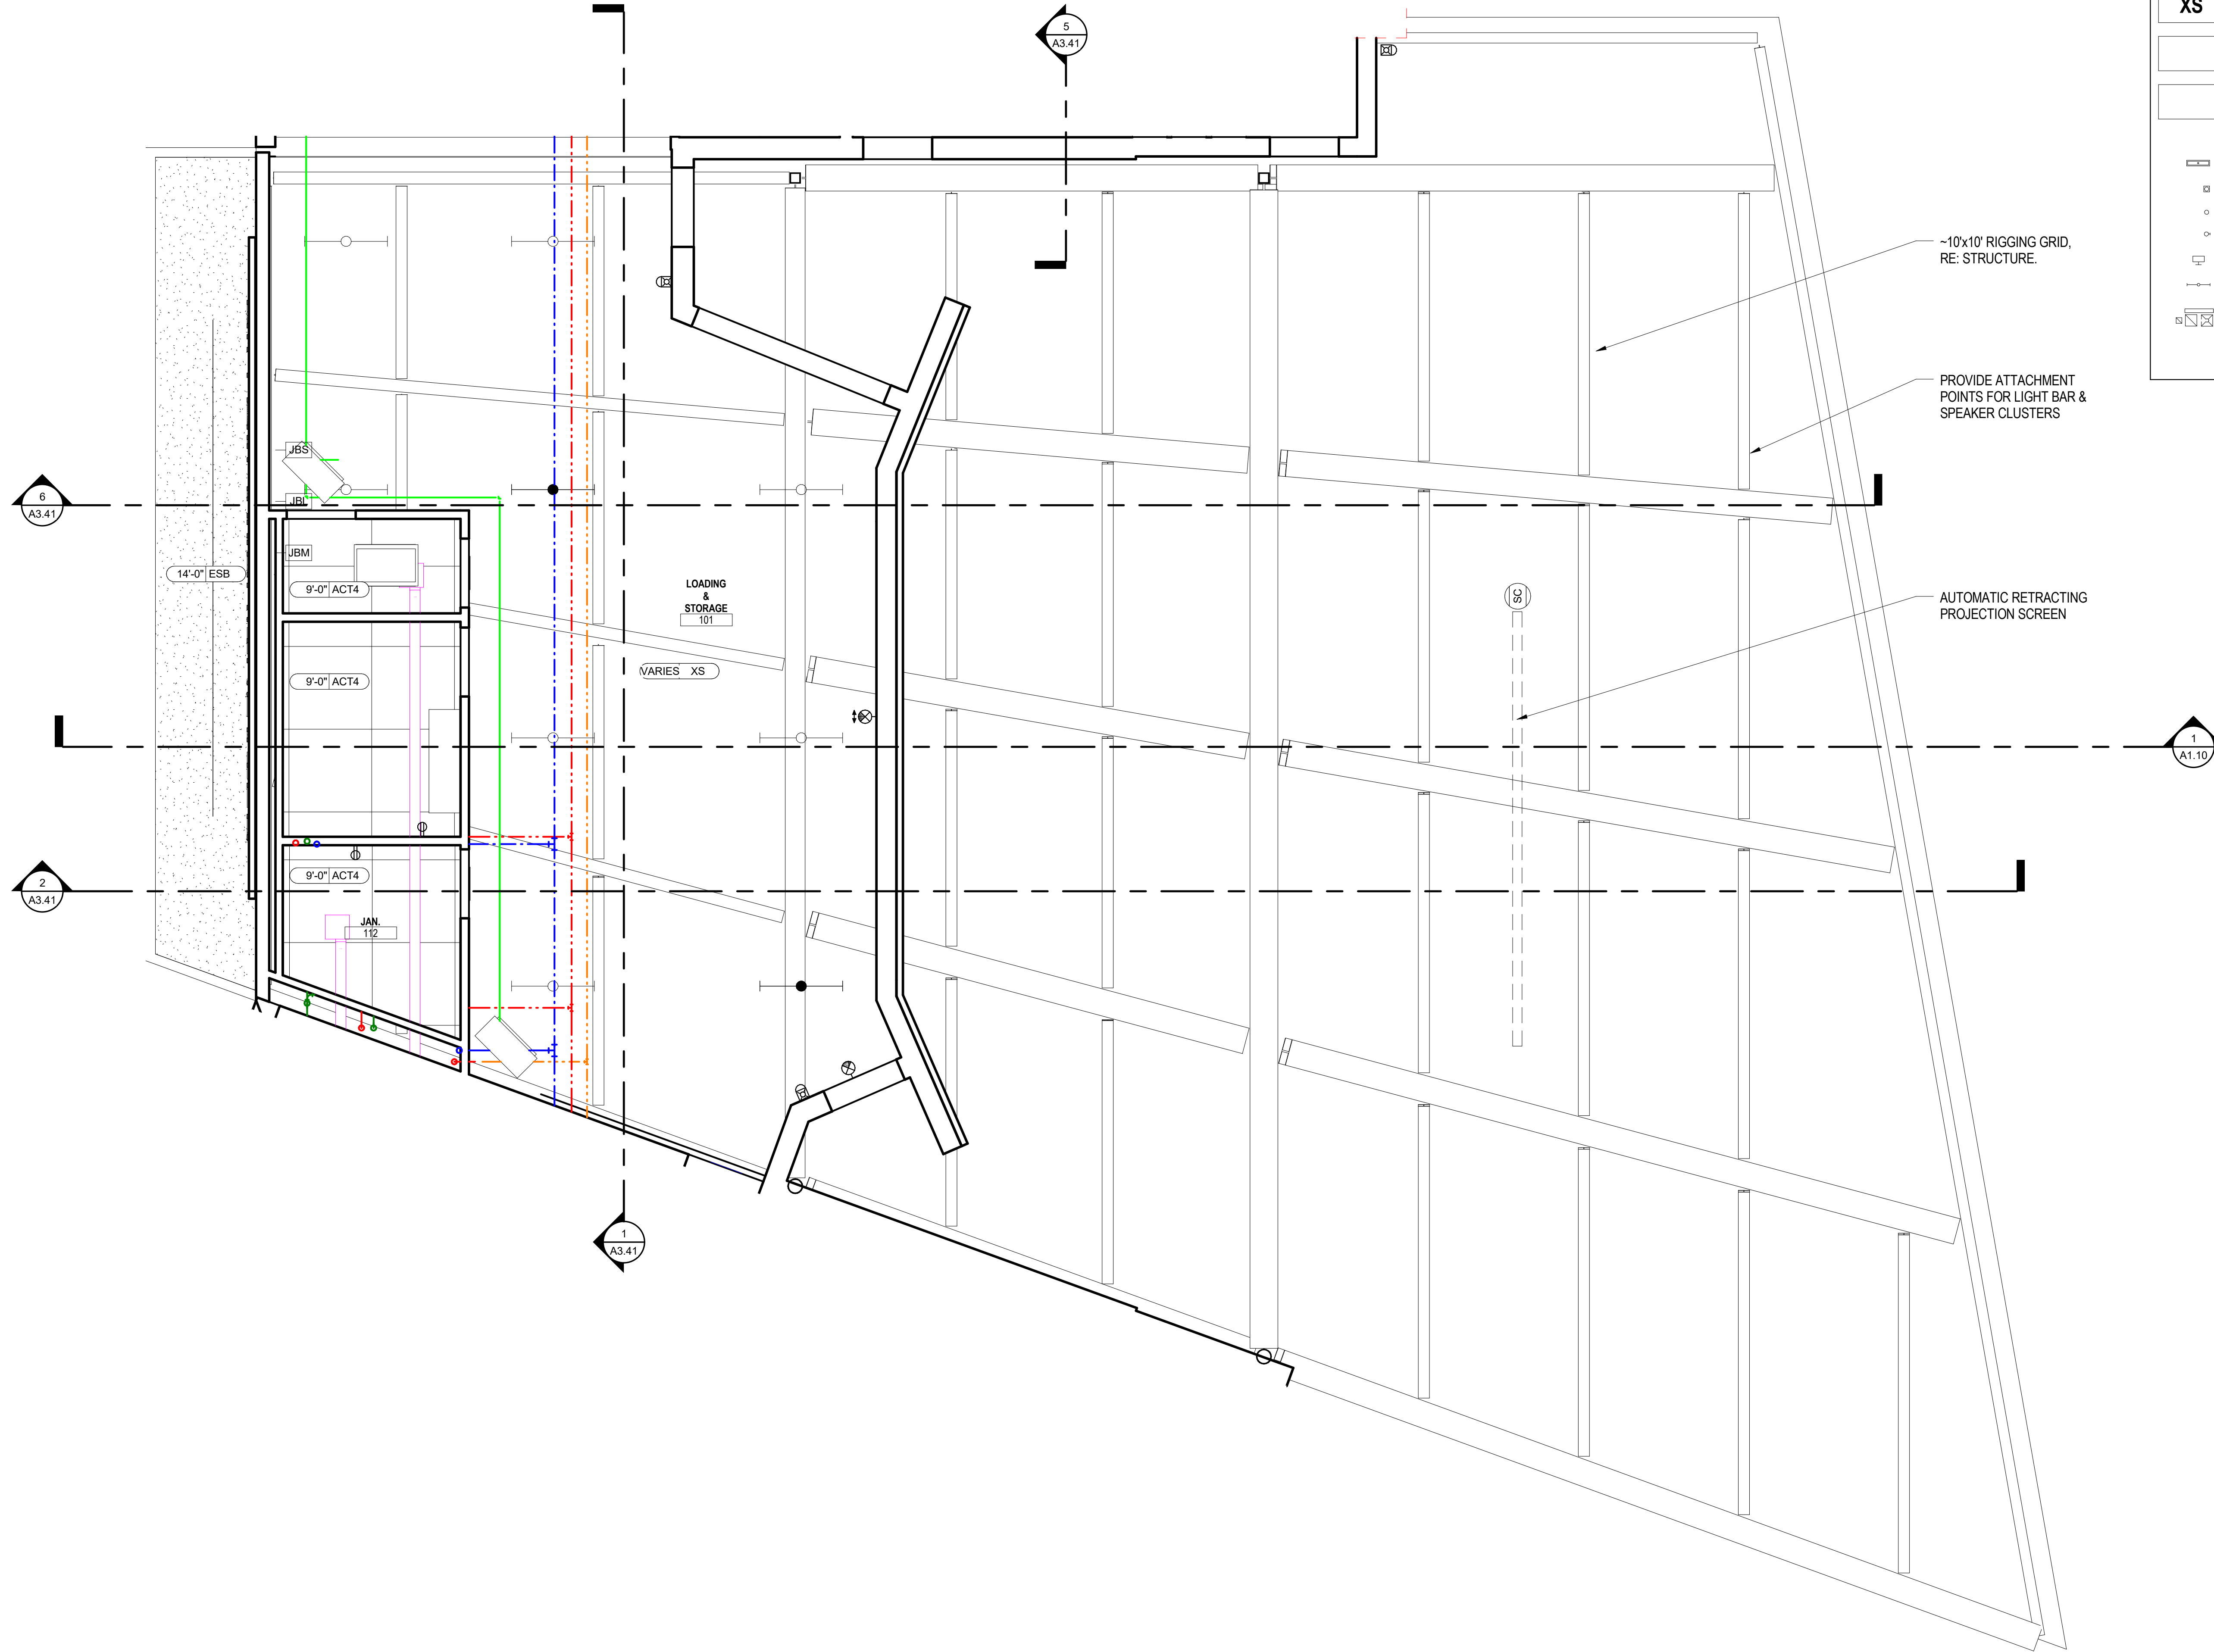 XS
5
A3.41
~10'x10' RIGGING GRID,
RE: STRUCTURE.
PROVIDE ATTACHMENT
POINTS FOR LIGHT BAR &
SPEAKER CLUSTERS
JBS
JBL
6
A3.41
JBM
14'-0" ESB
9'-0" ACT4
LOADING
&
STORAGE
101
SC
AUTOMATIC RETRACTING
PROJECTION SCREEN
VARIES XS
9'-0" ACT4
1
A1.10
2
A3.41
9'-0" ACT4
JAN.
112
1
A3.41